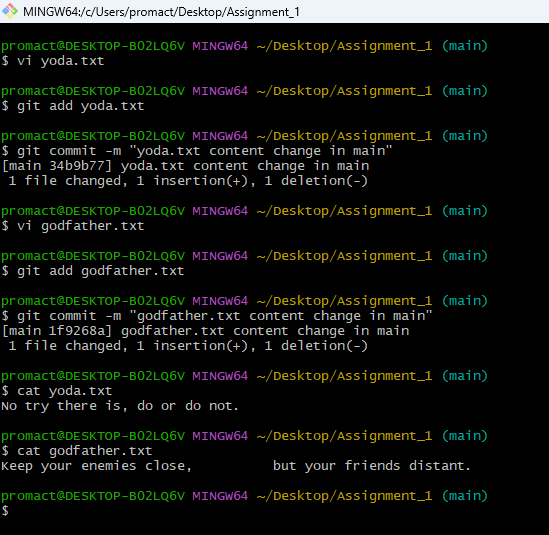 MINGW64:/c/Users/promact/Desktop/Assignment_1
promact@DESKTOP-B02LQ6V MINGW64 ~/Desktop/Assignment_1 (main)
$ vi yoda.txt
promact@DESKTOP-B02LQ6V MINGW64 ~/Desktop/Assignment_1 (main)
$ git add yoda.txt
promact@DESKTOP-B02LQ6V MINGW64 ~/Desktop/Assignment_1 (main)
$ git commit -m "yoda.txt content change in main"
[main 34b9b77] yoda.txt content change in main
 1 file changed, 1 insertion(+), 1 deletion(-)
promact@DESKTOP-B02LQ6V MINGW64 ~/Desktop/Assignment_1 (main)
$ vi godfather.txt
promact@DESKTOP-B02LQ6V MINGW64 ~/Desktop/Assignment_1 (main)
$ git add godfather.txt
promact@DESKTOP-B02LQ6V MINGW64 ~/Desktop/Assignment_1 (main)
$ git commit -m "godfather.txt content change in main"
[main 1f9268a] godfather.txt content change in main
 1 file changed, 1 insertion(+), 1 deletion(-)
promact@DESKTOP-B02LQ6V MINGW64 ~/Desktop/Assignment_1 (main)
$ cat yoda.txt
No try there is, do or do not.
promact@DESKTOP-B02LQ6V MINGW64 ~/Desktop/Assignment_1 (main)
$ cat godfather.txt
Keep your enemies close,          but your friends distant.
promact@DESKTOP-B02LQ6V MINGW64 ~/Desktop/Assignment_1 (main)
$